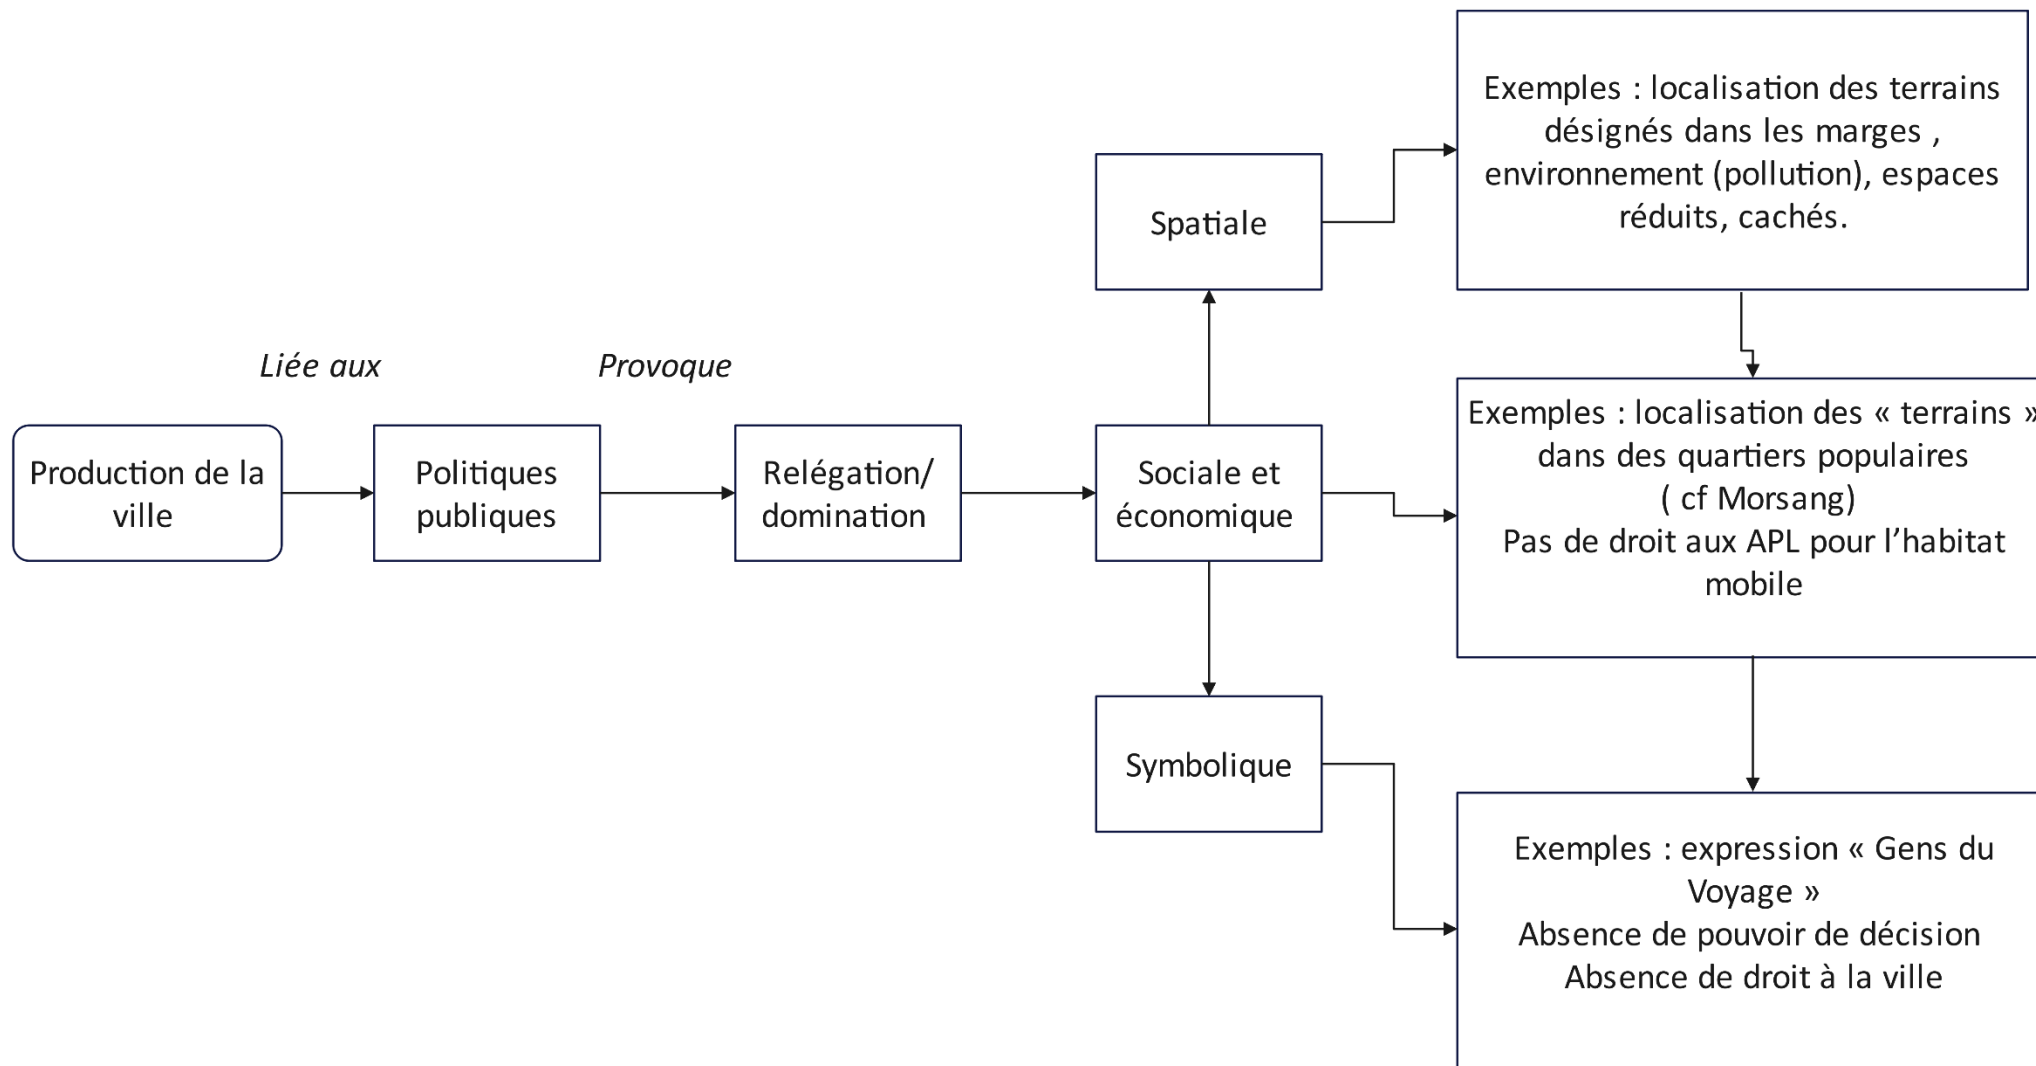 Exemples : localisation des terrains
désignés dans les marges ,
environnement (pollution), espaces
réduits, cachés.
Spatiale
Liée aux
Provoque
Production de la
ville
Politiques
publiques
Relégation/
domination
Sociale et
économique
Exemples : localisation des « terrains »
dans des quartiers populaires
( cf Morsang)
Pas de droit aux APL pour l’habitat
mobile
Symbolique
Exemples : expression « Gens du
Voyage »
Absence de pouvoir de décision
Absence de droit à la ville